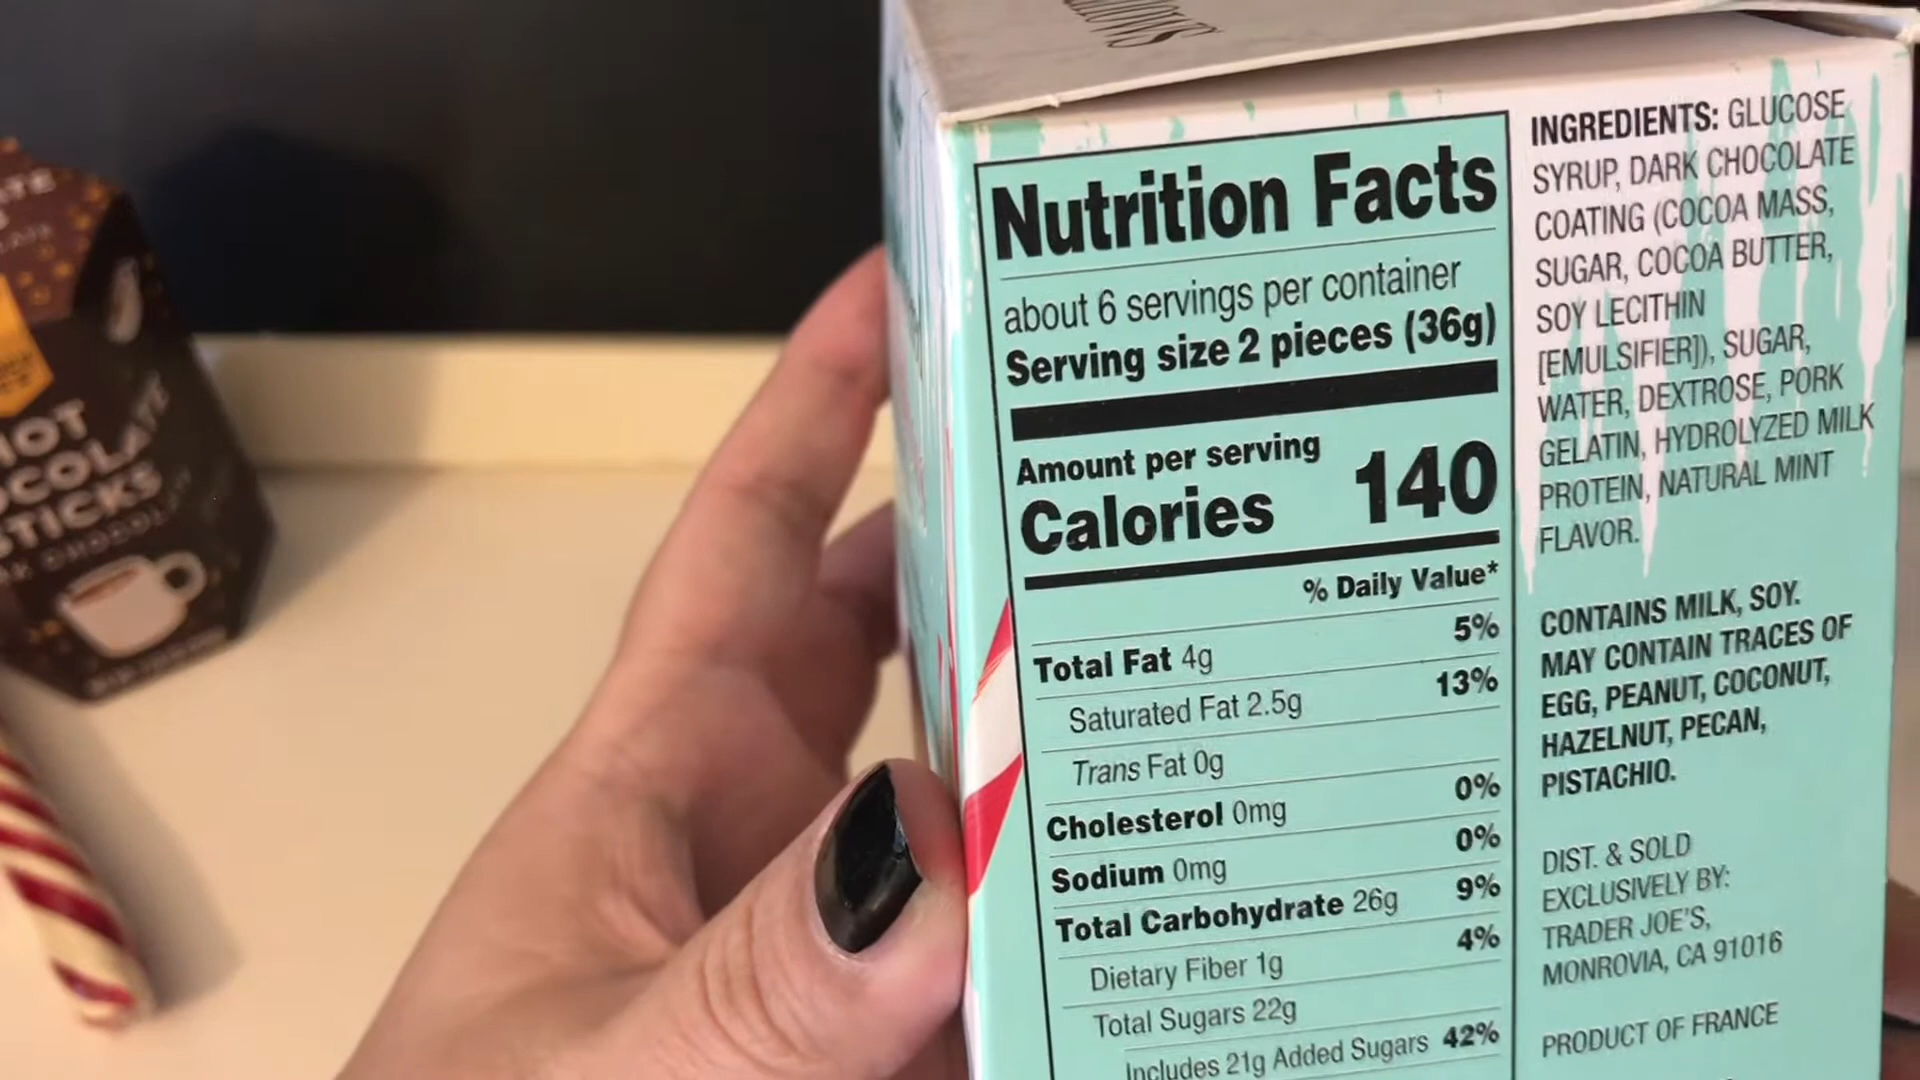 HOT
STICKS
Nutrition Facts
about 6 servings per container
Serving size 2 pieces (36g)
Amount per serving
Calories 140
% Daily Value*
Total Fat 4g 5%
Saturated Fat 2.5g 13%
Trans Fat 0g
Cholesterol 0mg 0%
Sodium 0mg 0%
Total Carbohydrate 26g 9%
Dietary Fiber 1g 4%
Total Sugars 22g
Includes 21g Added Sugars 42%
INGREDIENTS: GLUCOSE
SYRUP, DARK CHOCOLATE
COATING (COCOA MASS,
SUGAR, COCOA BUTTER,
SOY LECITHIN
[EMULSIFIER]), SUGAR,
WATER, DEXTROSE, PORK
GELATIN, HYDROLYZED MILK
PROTEIN, NATURAL MINT
FLAVOR.
CONTAINS MILK, SOY.
MAY CONTAIN TRACES OF
EGG, PEANUT, COCONUT,
HAZELNUT, PECAN,
PISTACHIO.
DIST. & SOLD
EXCLUSIVELY BY:
TRADER JOE'S,
MONROVIA, CA 91016
PRODUCT OF FRANCE